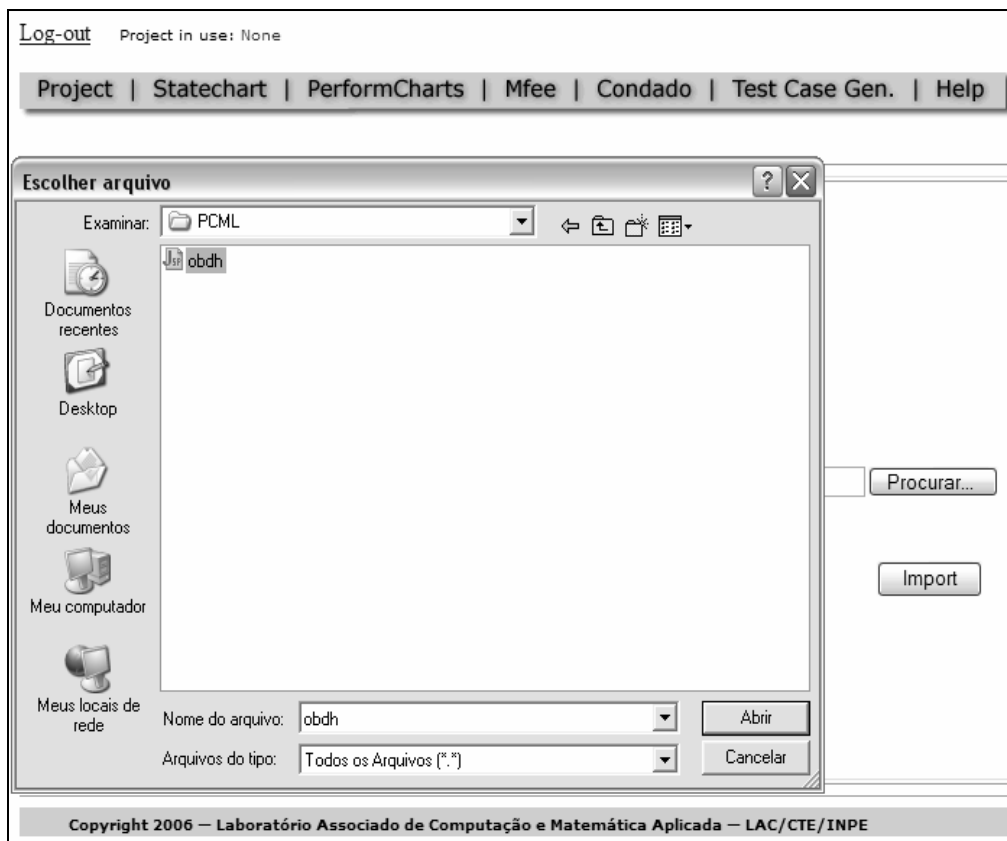 Log-out Project in use: None
Project | Statechart | PerformCharts | Mfee | Condado | Test Case Gen. | Help
Escolher arquivo
Examinar: PCML
obdh
Documentos
recentes
Desktop
Meus
documentos
Meu computador
Meus locais de
rede
Procurar...
Import
Nome do arquivo: obdh Abrir
Arquivos do tipo: Todos os Arquivos (*.*) Cancelar
Copyright 2006 — Laboratório Associado de Computação e Matemática Aplicada — LAC/CTE/INPE